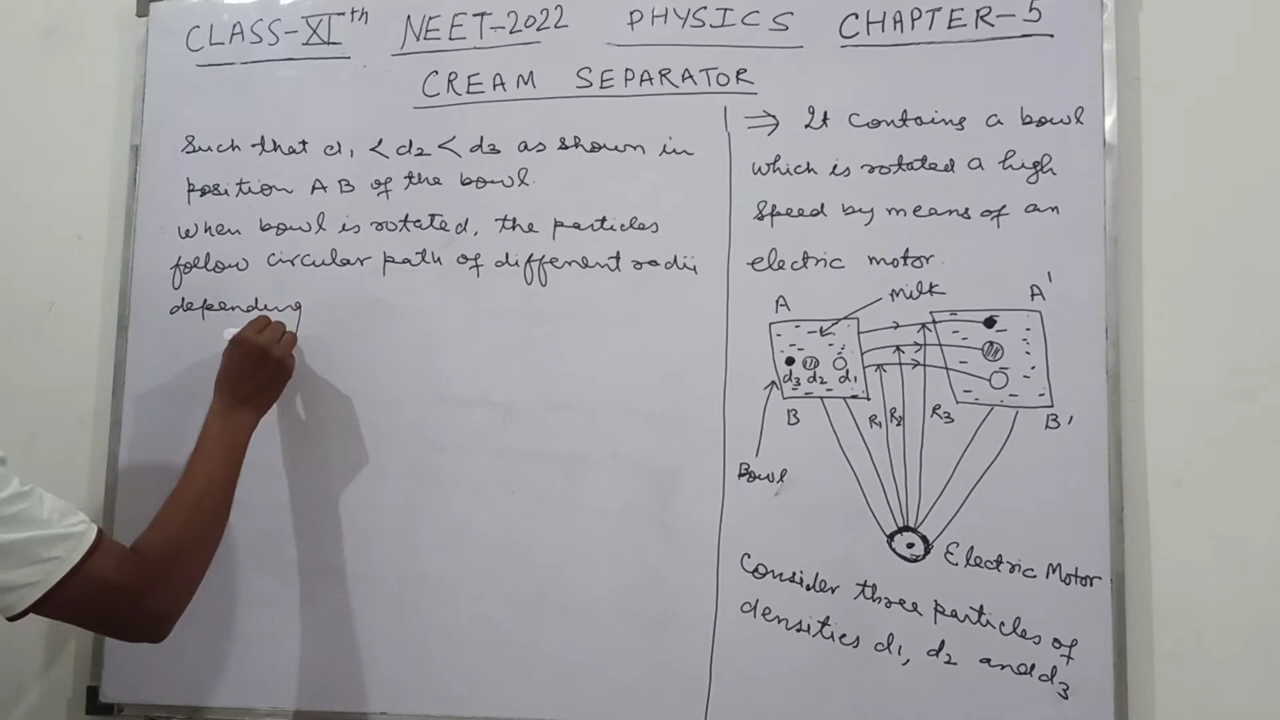 CLASS-XIth NEET-2022 PHYSICS CHAPTER-5
CREAM SEPARATOR
Such that d1 < d2 < d3 as shown in
position A B of the bowl.
When bowl is rotated, the particles
follow circular path of different radii
depending
⇒ It contains a bowl
which is rotated a high
speed by means of an
electric motor.
A
Milk
A'
d3 d2 d1
B
R1 R2 R3
B'
Bowl
Electric Motor
Consider three particles of
densities d1, d2 and d3